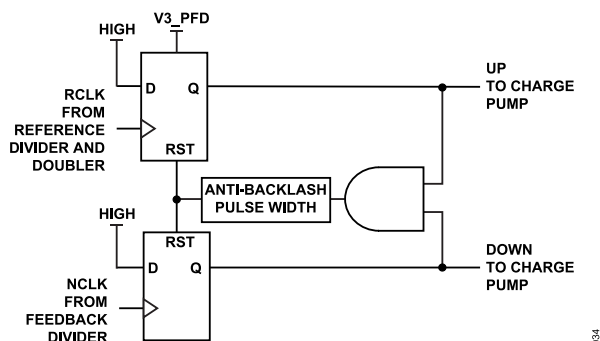 V3_PFD
HIGH
D
Q
RST
RCLK
FROM
REFERENCE
DIVIDER AND
DOUBLER
UP
TO CHARGE
PUMP
ANTI-BACKLASH
PULSE WIDTH
HIGH
RST
D
Q
NCLK
FROM
FEEDBACK
DIVIDER
DOWN
TO CHARGE
PUMP
034